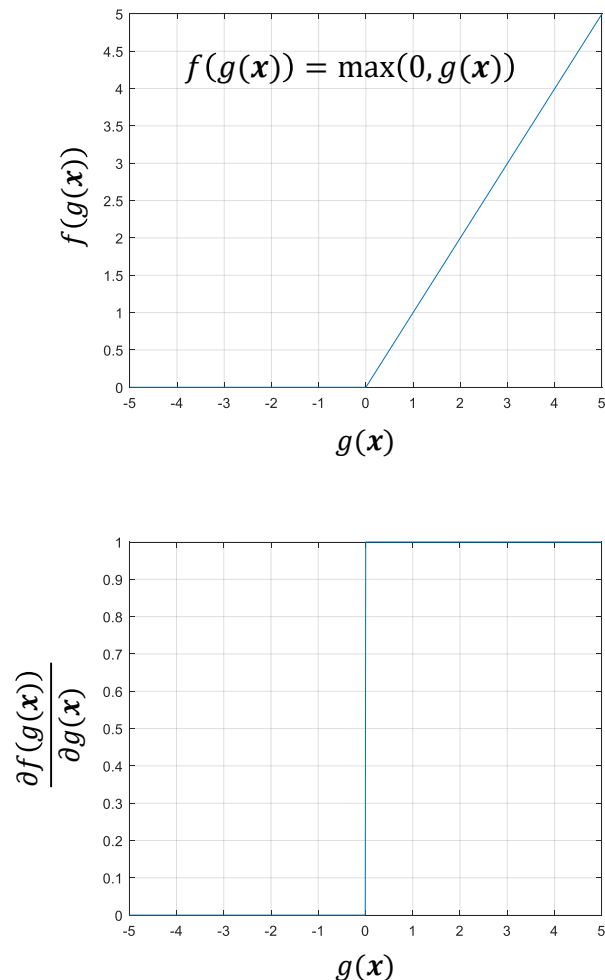 f(g(x)) = max(0, g(x))
f(g(x))
5
4.5
4
3.5
3
2.5
2
1.5
1
0.5
0
-5 -4 -3 -2 -1 0 1 2 3 4 5
g(x)
∂f(g(x))
∂g(x)
1
0.9
0.8
0.7
0.6
0.5
0.4
0.3
0.2
0.1
0
-5 -4 -3 -2 -1 0 1 2 3 4 5
g(x)